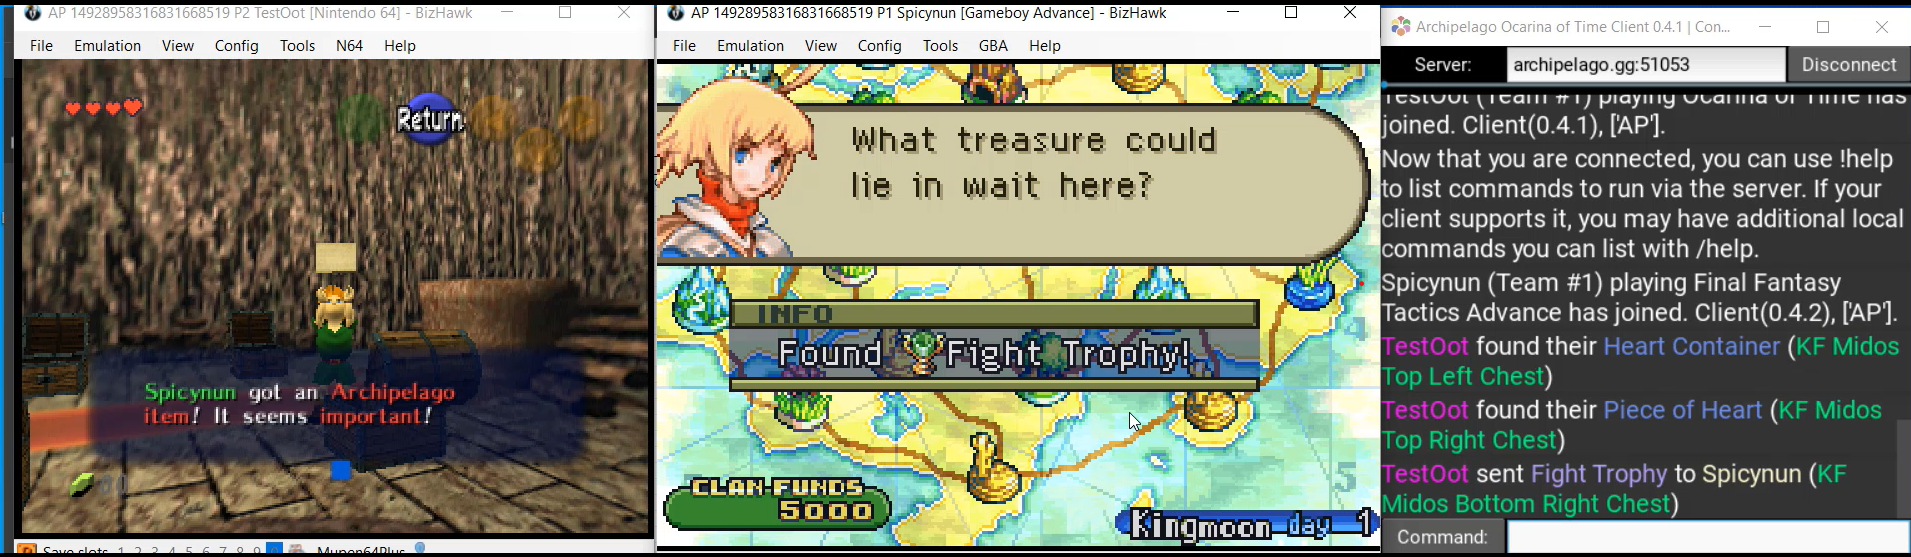 AP 14928958316831668519 P2 TestOot [Nintendo 64] - BizHawk
File Emulation View Config Tools N64 Help
Return
Spicynun got an Archipelago
item! It seems important!
Save slots 1 2 3 4 5 6 7 8 9 Mupen64Plus
AP 14928958316831668519 P1 Spicynun [Gameboy Advance] - BizHawk
File Emulation View Config Tools GBA Help
What treasure could
lie in wait here?
INFO
Found Fight Trophy!
CLAN FUNDS
5000
Kingmoon day 1
Archipelago Ocarina of Time Client 0.4.1 | Con...
Server: archipelago.gg:51053 Disconnect
TestOot (Team #1) playing Ocarina of Time has
joined. Client(0.4.1), ['AP'].
Now that you are connected, you can use !help
to list commands to run via the server. If your
client supports it, you may have additional local
commands you can list with /help.
Spicynun (Team #1) playing Final Fantasy
Tactics Advance has joined. Client(0.4.2), ['AP'].
TestOot found their Heart Container (KF Midos
Top Left Chest)
TestOot found their Piece of Heart (KF Midos
Top Right Chest)
TestOot sent Fight Trophy to Spicynun (KF
Midos Bottom Right Chest)
Command: